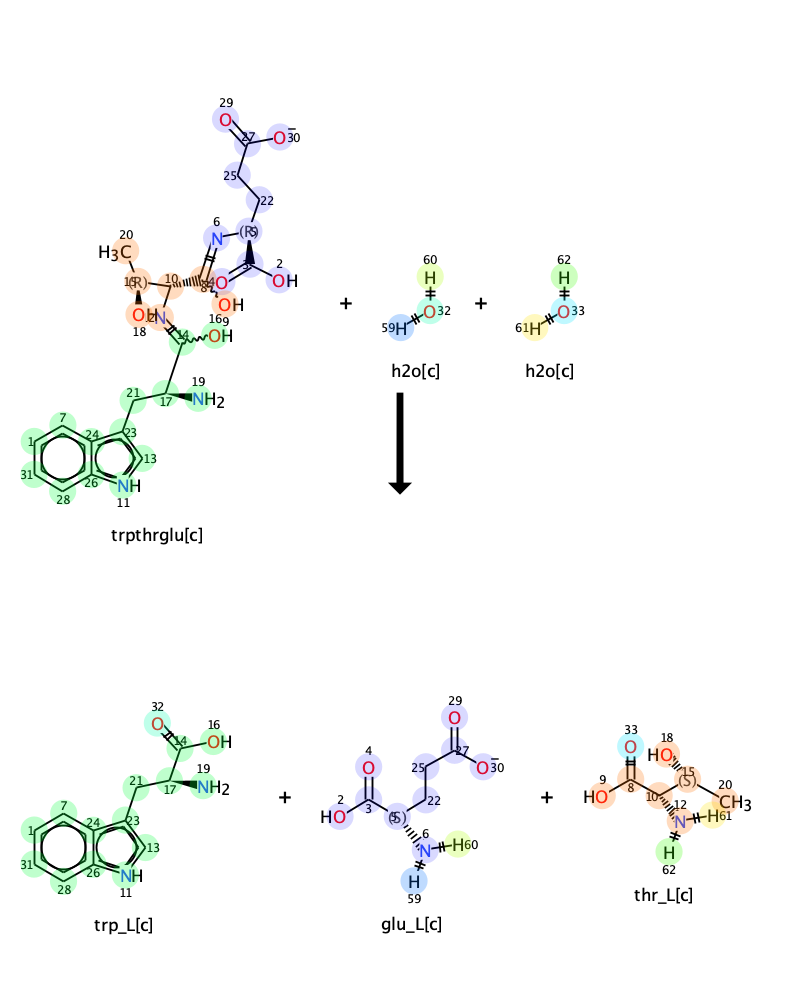 29
O
27
O
−
30
25
22
6
N
(R)
20
H3C
10
(R)
O
2
OH
8
OH
18
N
16
9
OH
14
19
NH2
21
17
7
23
24
1
13
31
26
NH
28
11
trpthrglu[c]
+
60
H
O 32
59 H
h2o[c]
+
62
H
O 33
61 H
h2o[c]
32
O
16
14
OH
19
NH2
21
17
7
23
24
1
13
31
26
NH
28
11
trp_L[c]
+
29
O
27
O
−
30
4
O
25
2
3
HO
22
6
N
H 60
H
59
glu_L[c]
+
33
O
18
HO
15
(S)
9
HO
8
10
20
CH3
12
N
H 61
H
62
thr_L[c]